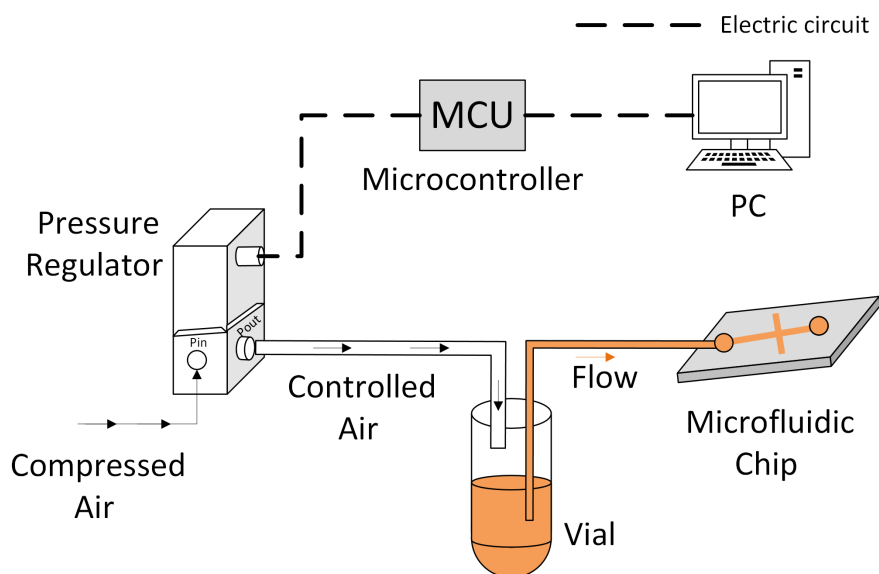 Electric circuit
MCU
Microcontroller
PC
Pressure
Regulator
Pin
Pout
Controlled
Air
Flow
Compressed
Air
Microfluidic
Chip
Vial